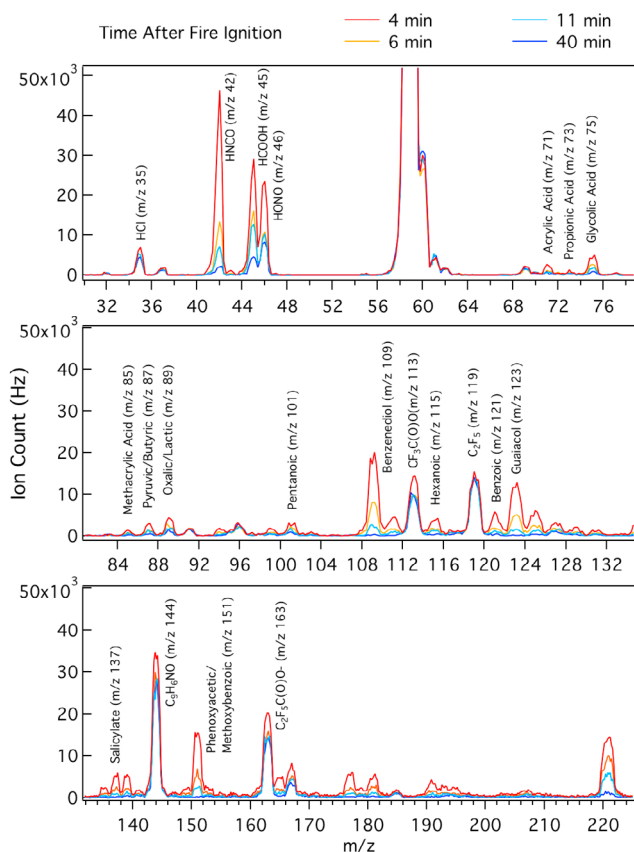 Time After Fire Ignition
4 min
6 min
11 min
40 min
50x10³
40
30
20
10
0
HCl (m/z 35)
HNCO (m/z 42)
HCOOH (m/z 45)
HONO (m/z 46)
Acrylic Acid (m/z 71)
Propionic Acid (m/z 73)
Glycolic Acid (m/z 75)
32 36 40 44 48 52 56 60 64 68 72 76
Ion Count (Hz)
50x10³
40
30
20
10
0
Methacrylic Acid (m/z 85)
Pyruvic/Butyric (m/z 87)
Oxalic/Lactic (m/z 89)
Pentanoic (m/z 101)
Benzenediol (m/z 109)
CF₃C(O)O(m/z 113)
Hexanoic (m/z 115)
C₂F₅ (m/z 119)
Benzoic (m/z 121)
Guaiacol (m/z 123)
84 88 92 96 100 104 108 112 116 120 124 128 132
50x10³
40
30
20
10
0
Salicylate (m/z 137)
C₉H₆NO (m/z 144)
Phenoxyacetic/
Methoxybenzoic (m/z 151)
C₂F₅C(O)O- (m/z 163)
140 150 160 170 180 190 200 210 220
m/z